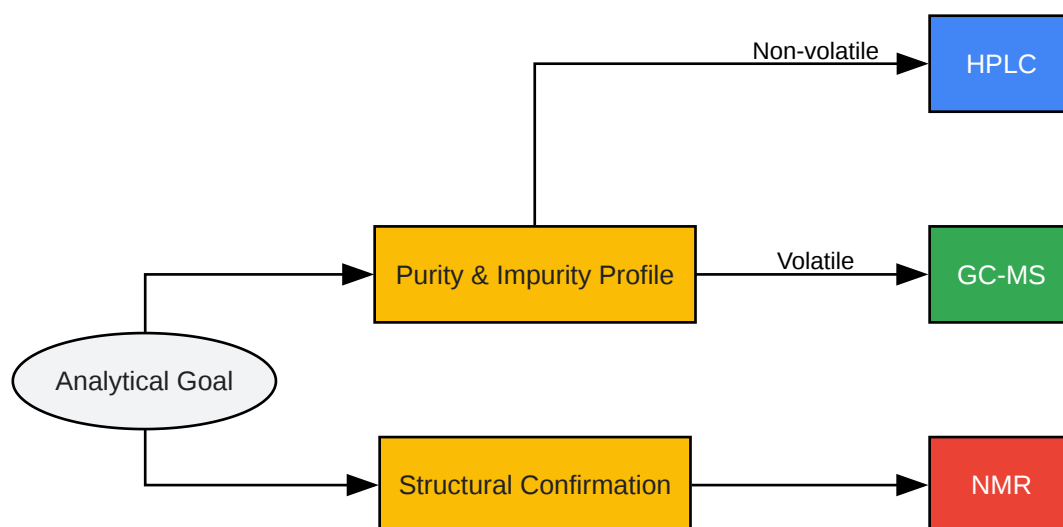 Non-volatile
HPLC
Purity & Impurity Profile
Volatile
GC-MS
Analytical Goal
Structural Confirmation
NMR